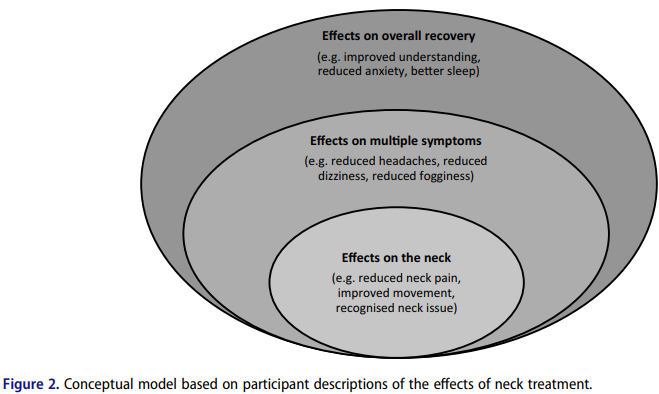 Effects on overall recovery
(e.g. improved understanding,
reduced anxiety, better sleep)
Effects on multiple symptoms
(e.g. reduced headaches, reduced
dizziness, reduced fogginess)
Effects on the neck
(e.g. reduced neck pain,
improved movement,
recognised neck issue)
Figure 2. Conceptual model based on participant descriptions of the effects of neck treatment.